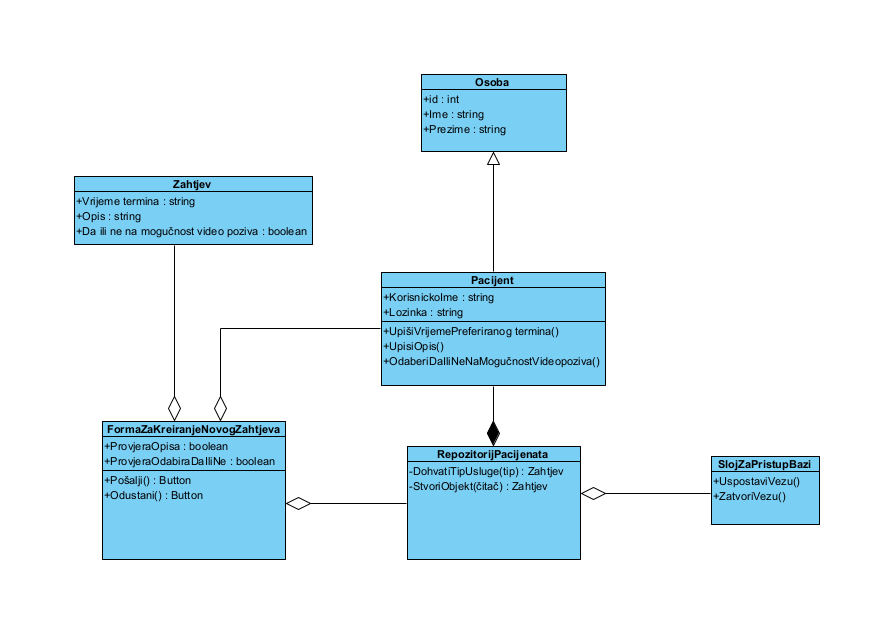 Osoba
+id : int
+Ime : string
+Prezime : string
Zahtjev
+Vrijeme termina : string
+Opis : string
+Da ili ne na mogučnost video poziva : boolean
Pacijent
+KorisnickoIme : string
+Lozinka : string
+UpišiVrijemePreferiranog termina()
+UpisiOpis()
+OdaberiDaIliNeNaMogučnostVideopoziva()
FormaZaKreiranjeNovogZahtjeva
+ProvjeraOpisa : boolean
+ProvjeraOdabiraDaIliNe : boolean
+Pošalji() : Button
+Odustani() : Button
RepozitorijPacijenata
-DohvatiTipUsluge(tip) : Zahtjev
-StvoriObjekt(čitač) : Zahtjev
SlojZaPristupBazi
+UspostaviVezu()
+ZatvoriVezu()